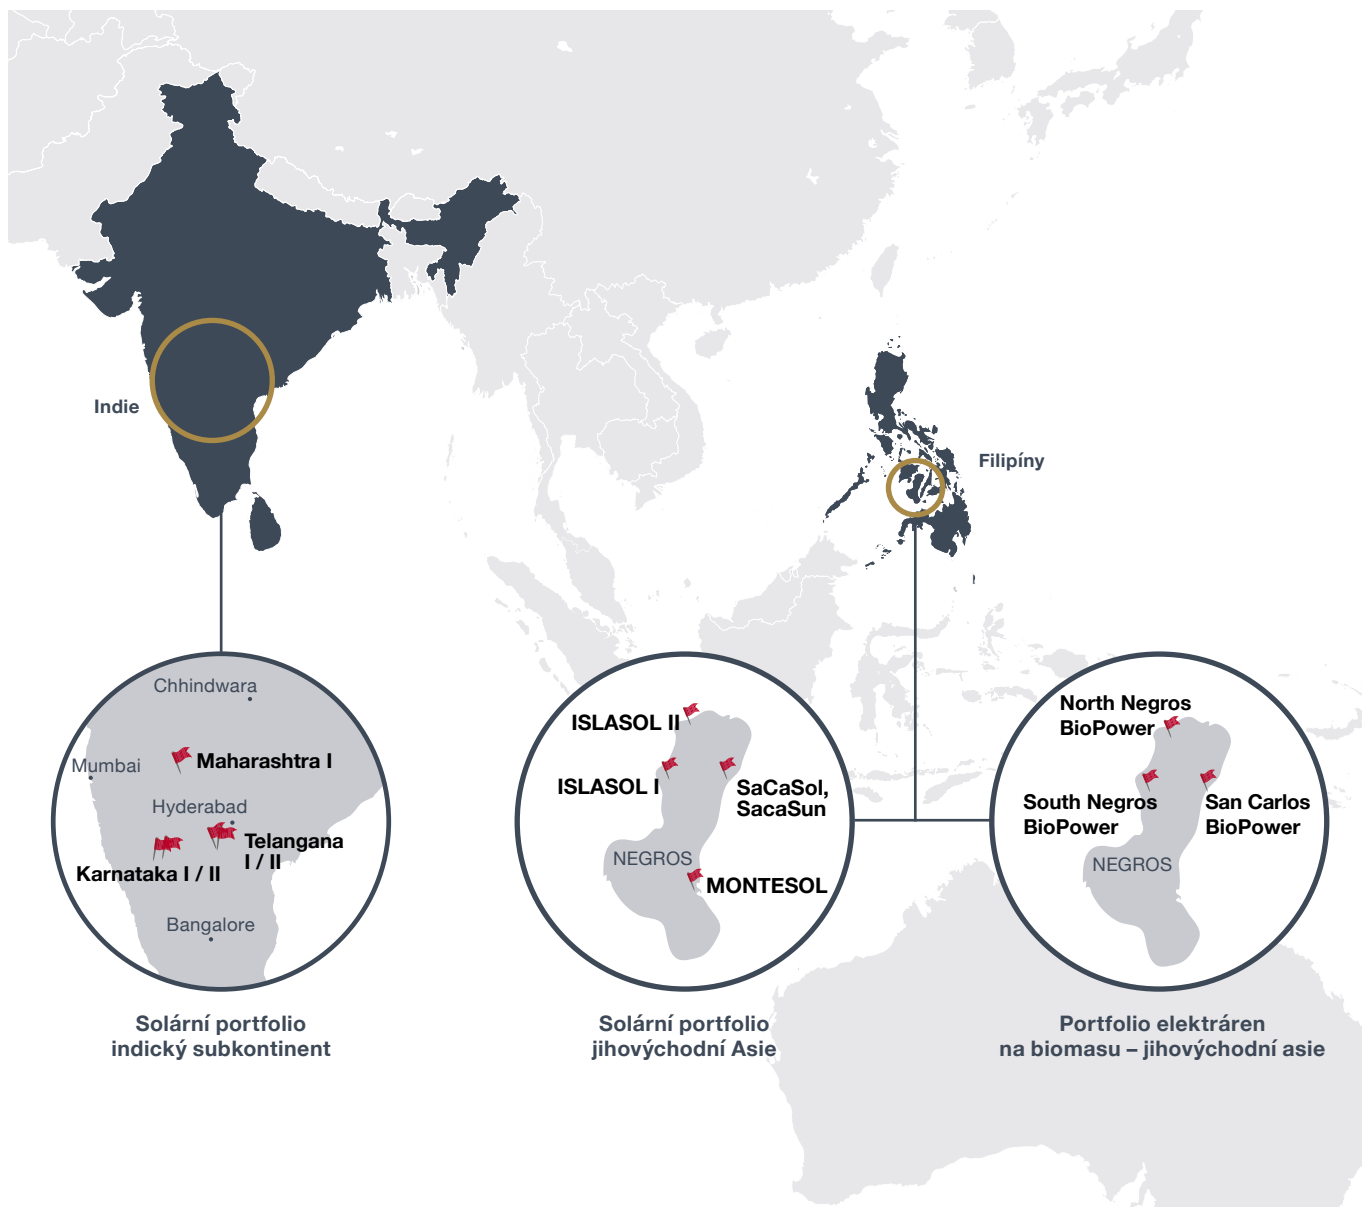 Indie
Filipíny
Chhindwara
Mumbai
Maharashtra I
Hyderabad
Telangana
I / II
Karnataka I / II
Bangalore
Solární portfolio
indický subkontinent
ISLASOL II
ISLASOL I
SaCaSol,
SacaSun
NEGROS
MONTESOL
Solární portfolio
jihovýchodní Asie
North Negros
BioPower
South Negros
BioPower
San Carlos
BioPower
NEGROS
Portfolio elektráren
na biomasu – jihovýchodní asie